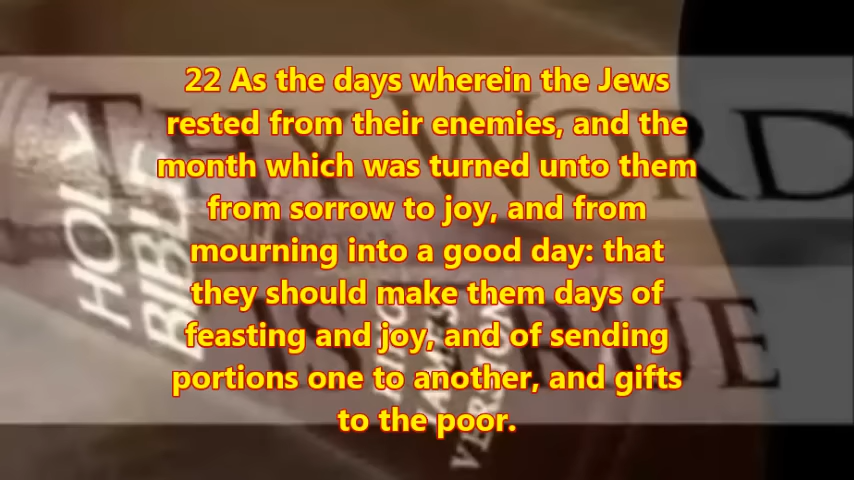 22 As the days wherein the Jews
rested from their enemies, and the
month which was turned unto them
from sorrow to joy, and from
mourning into a good day: that
they should make them days of
feasting and joy, and of sending
portions one to another, and gifts
to the poor.
THY WORD
IS TRUE
HOLY
BIBLE
KING
JAMES
VERSION